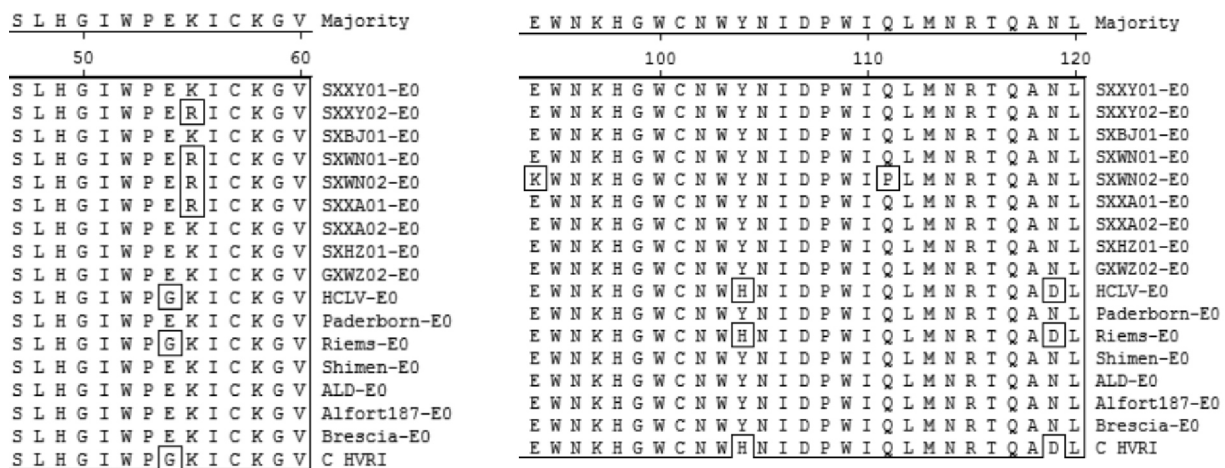 S L H G I W P E K I C K G V Majority
50 60
S L H G I W P E K I C K G V SXXY01-E0
S L H G I W P E R I C K G V SXXY02-E0
S L H G I W P E K I C K G V SXBJ01-E0
S L H G I W P E R I C K G V SXWN01-E0
S L H G I W P E R I C K G V SXWN02-E0
S L H G I W P E R I C K G V SXXA01-E0
S L H G I W P E K I C K G V SXXA02-E0
S L H G I W P E K I C K G V SXHZ01-E0
S L H G I W P E K I C K G V GXWZ02-E0
S L H G I W P G K I C K G V HCLV-E0
S L H G I W P E K I C K G V Paderborn-E0
S L H G I W P G K I C K G V Riems-E0
S L H G I W P E K I C K G V Shimen-E0
S L H G I W P E K I C K G V ALD-E0
S L H G I W P E K I C K G V Alfort187-E0
S L H G I W P E K I C K G V Brescia-E0
S L H G I W P G K I C K G V C HVRI
E W N K H G W C N W Y N I D P W I Q L M N R T Q A N L Majority
100 110 120
E W N K H G W C N W Y N I D P W I Q L M N R T Q A N L SXXY01-E0
E W N K H G W C N W Y N I D P W I Q L M N R T Q A N L SXXY02-E0
E W N K H G W C N W Y N I D P W I Q L M N R T Q A N L SXBJ01-E0
E W N K H G W C N W Y N I D P W I Q L M N R T Q A N L SXWN01-E0
K W N K H G W C N W Y N I D P W I P L M N R T Q A N L SXWN02-E0
E W N K H G W C N W Y N I D P W I Q L M N R T Q A N L SXXA01-E0
E W N K H G W C N W Y N I D P W I Q L M N R T Q A N L SXXA02-E0
E W N K H G W C N W Y N I D P W I Q L M N R T Q A N L SXHZ01-E0
E W N K H G W C N W Y N I D P W I Q L M N R T Q A N L GXWZ02-E0
E W N K H G W C N W H N I D P W I Q L M N R T Q A D L HCLV-E0
E W N K H G W C N W Y N I D P W I Q L M N R T Q A N L Paderborn-E0
E W N K H G W C N W H N I D P W I Q L M N R T Q A D L Riems-E0
E W N K H G W C N W Y N I D P W I Q L M N R T Q A N L Shimen-E0
E W N K H G W C N W Y N I D P W I Q L M N R T Q A N L ALD-E0
E W N K H G W C N W Y N I D P W I Q L M N R T Q A N L Alfort187-E0
E W N K H G W C N W Y N I D P W I Q L M N R T Q A N L Brescia-E0
E W N K H G W C N W H N I D P W I Q L M N R T Q A D L C HVRI